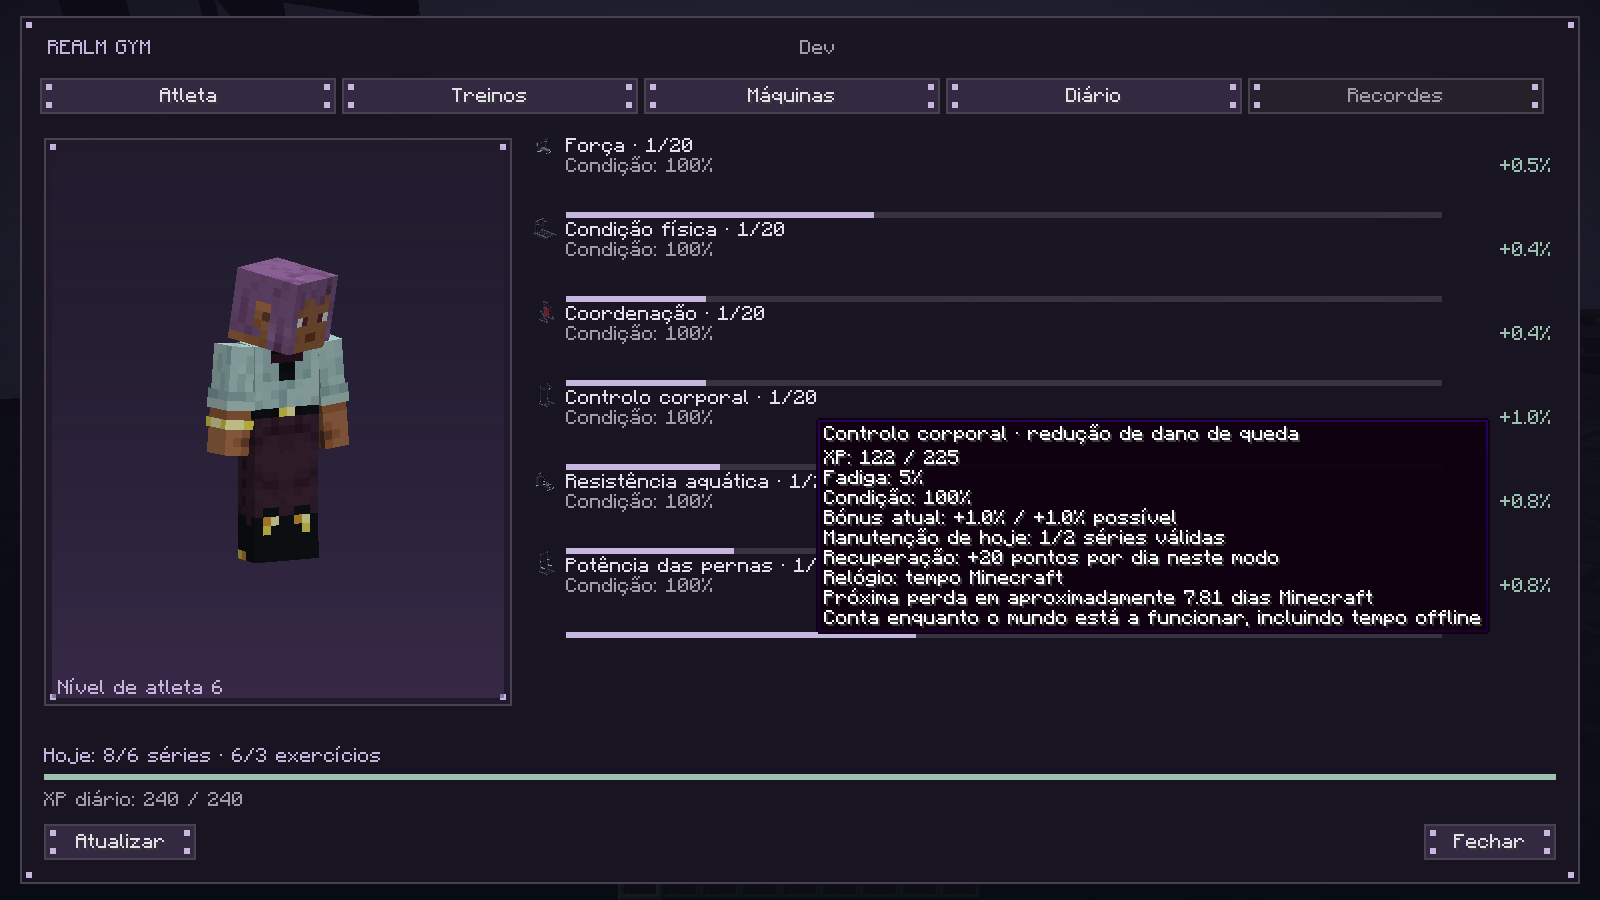 REALM GYM
Dev
Atleta
Treinos
Máquinas
Diário
Recordes
Força · 1/20
Condição: 100%
+0.5%
Condição física · 1/20
Condição: 100%
+0.4%
Coordenação · 1/20
Condição: 100%
+0.4%
Controlo corporal · 1/20
Condição: 100%
+1.0%
Resistência aquática · 1/
Condição: 100%
+0.8%
Potência das pernas · 1/
Condição: 100%
+0.8%
Controlo corporal · redução de dano de queda
XP: 122 / 225
Fadiga: 5%
Condição: 100%
Bónus atual: +1.0% / +1.0% possível
Manutenção de hoje: 1/2 séries válidas
Recuperação: +20 pontos por dia neste modo
Relógio: tempo Minecraft
Próxima perda em aproximadamente 7.81 dias Minecraft
Conta enquanto o mundo está a funcionar, incluindo tempo offline
Nível de atleta 6
Hoje: 8/6 séries · 6/3 exercícios
XP diário: 240 / 240
Atualizar
Fechar